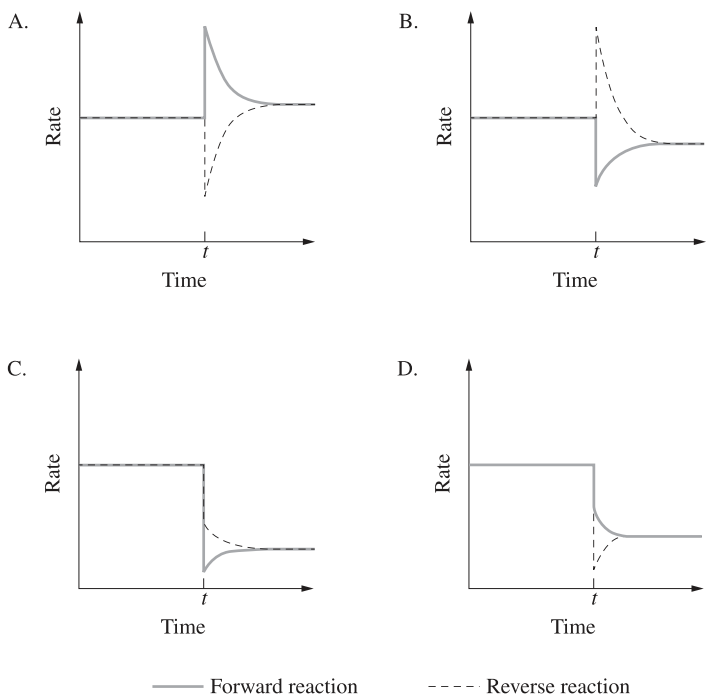 A.
Rate
t
Time
B.
Rate
t
Time
C.
Rate
t
Time
D.
Rate
t
Time
Forward reaction
Reverse reaction